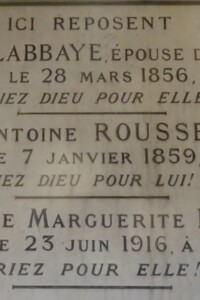 ICI REPOSENT
LABBAYE, ÉPOUSE D
LE 28 MARS 1856,
IEZ DIEU POUR ELLE
NTOINE ROUSSE
E 7 JANVIER 1859,
EZ DIEU POUR LUI!
E MARGUERITE
E 23 JUIN 1916, À
RIEZ POUR ELLE!